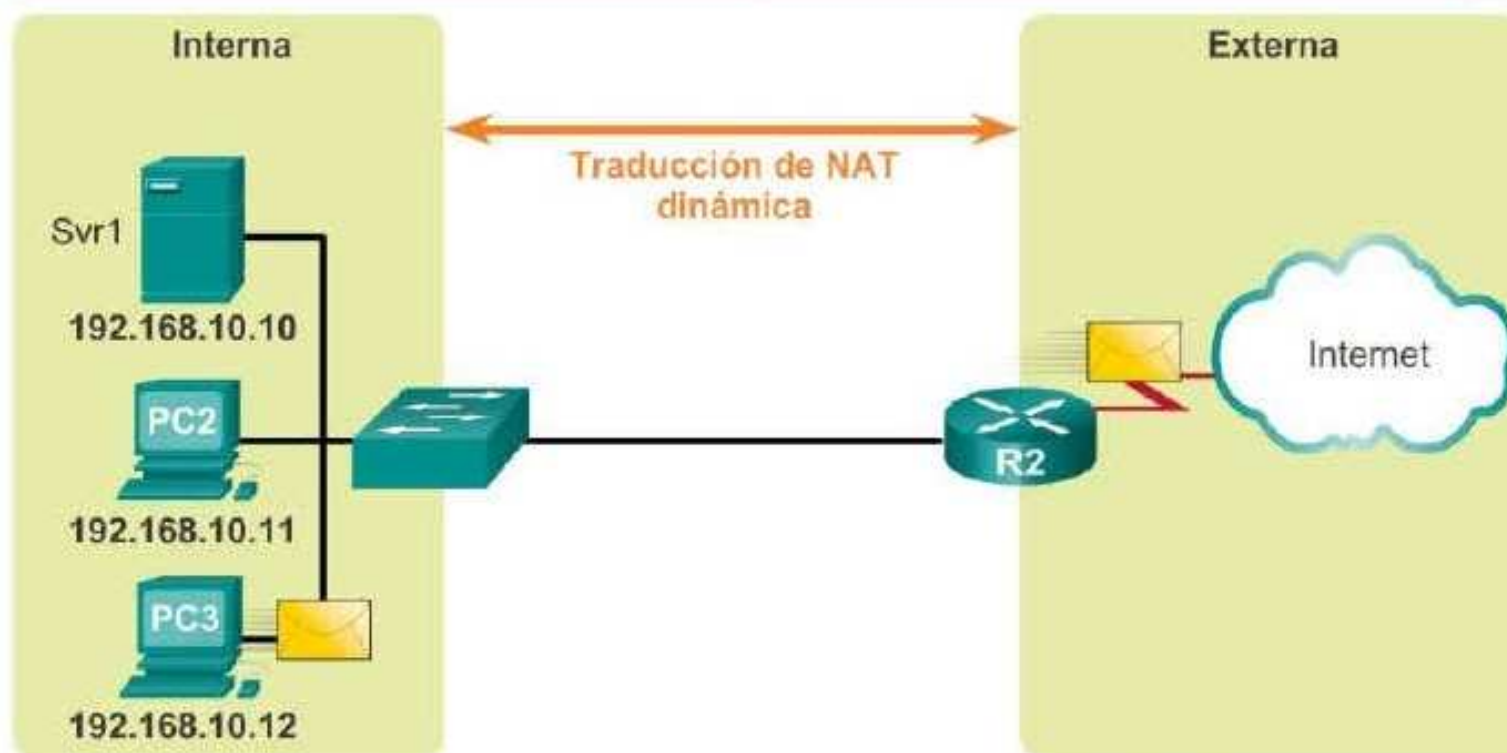 Interna
Externa
Traducción de NAT
dinámica
Svr1
192.168.10.10
Internet
PC2
R2
192.168.10.11
PC3
192.168.10.12